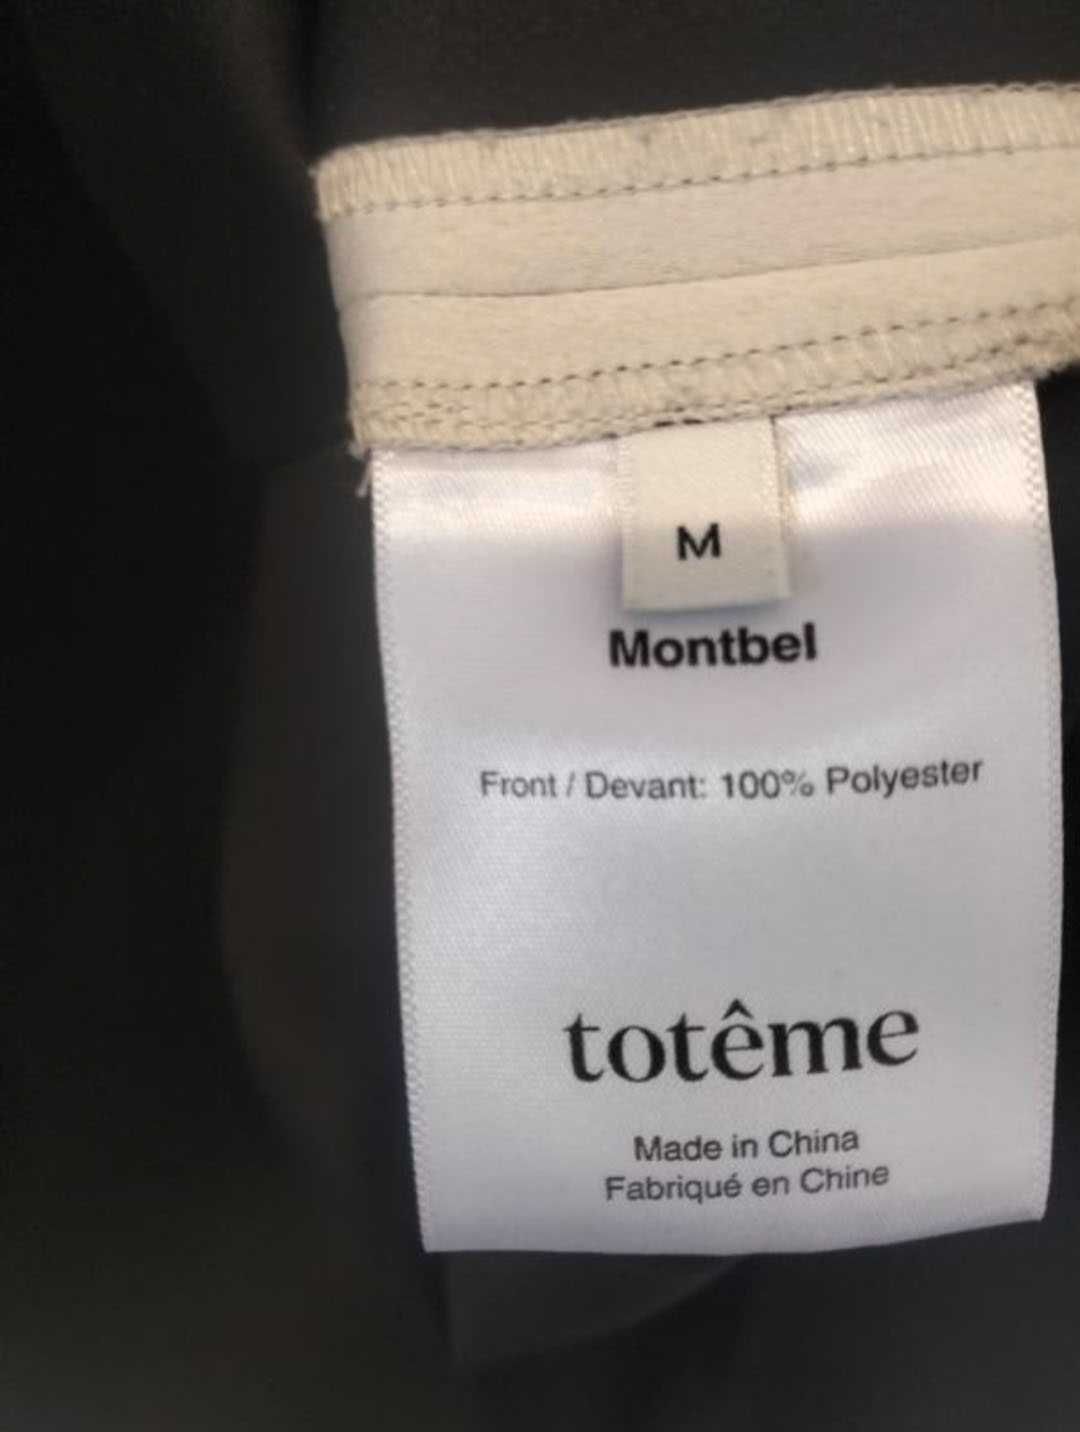 M
Montbel
Front / Devant: 100% Polyester
totême
Made in China
Fabriqué en Chine